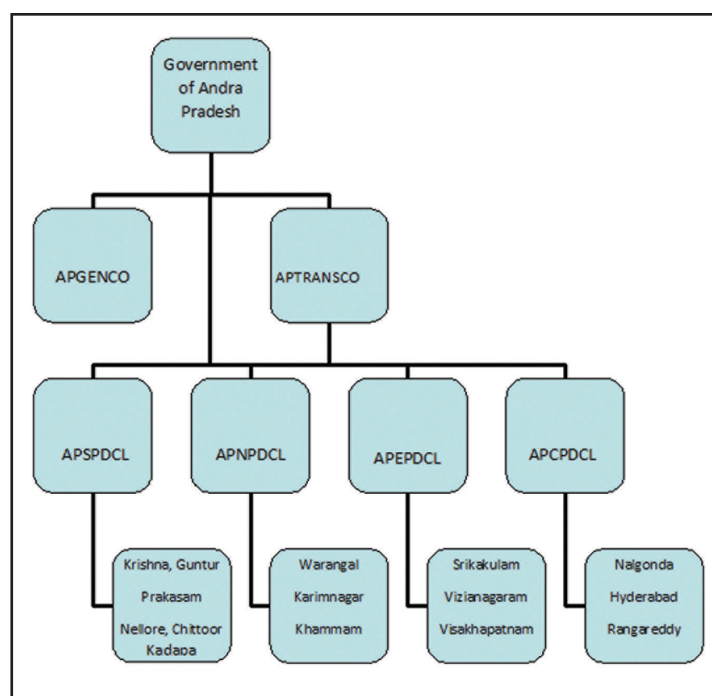 Government
of Andra
Pradesh
APGENCO
APTRANSCO
APSPDCL
APNPDCL
APEPDCL
APCPDCL
Krishna, Guntur
Prakasam
Nellore, Chittoor
Kadapa
Warangal
Karimnagar
Khammam
Srikakulam
Vizianagaram
Visakhapatnam
Nalgonda
Hyderabad
Rangareddy